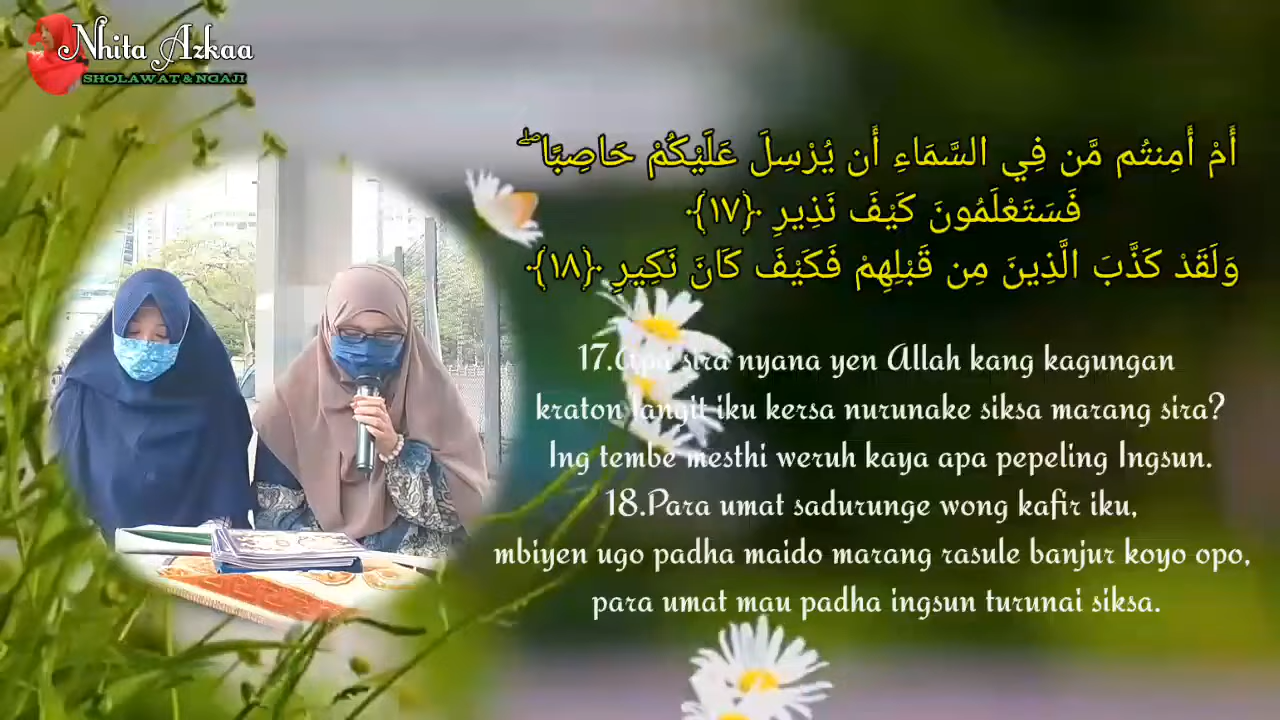 Nhita Azkaa
SHOLAWAT & NGAJI
أَمْ أَمِنتُم مَّن فِي السَّمَاءِ أَن يُرْسِلَ عَلَيْكُمْ حَاصِبًا ۖ
فَسَتَعْلَمُونَ كَيْفَ نَذِيرِ ﴿١٧﴾
وَلَقَدْ كَذَّبَ الَّذِينَ مِن قَبْلِهِمْ فَكَيْفَ كَانَ نَكِيرِ ﴿١٨﴾
17.Apa sira nyana yen Allah kang kagungan
kraton langit iku kersa nurunake siksa marang sira?
Ing tembe mesthi weruh kaya apa pepeling Ingsun.
18.Para umat sadurunge wong kafir iku,
mbiyen ugo padha maido marang rasule banjur koyo opo,
para umat mau padha ingsun turunai siksa.